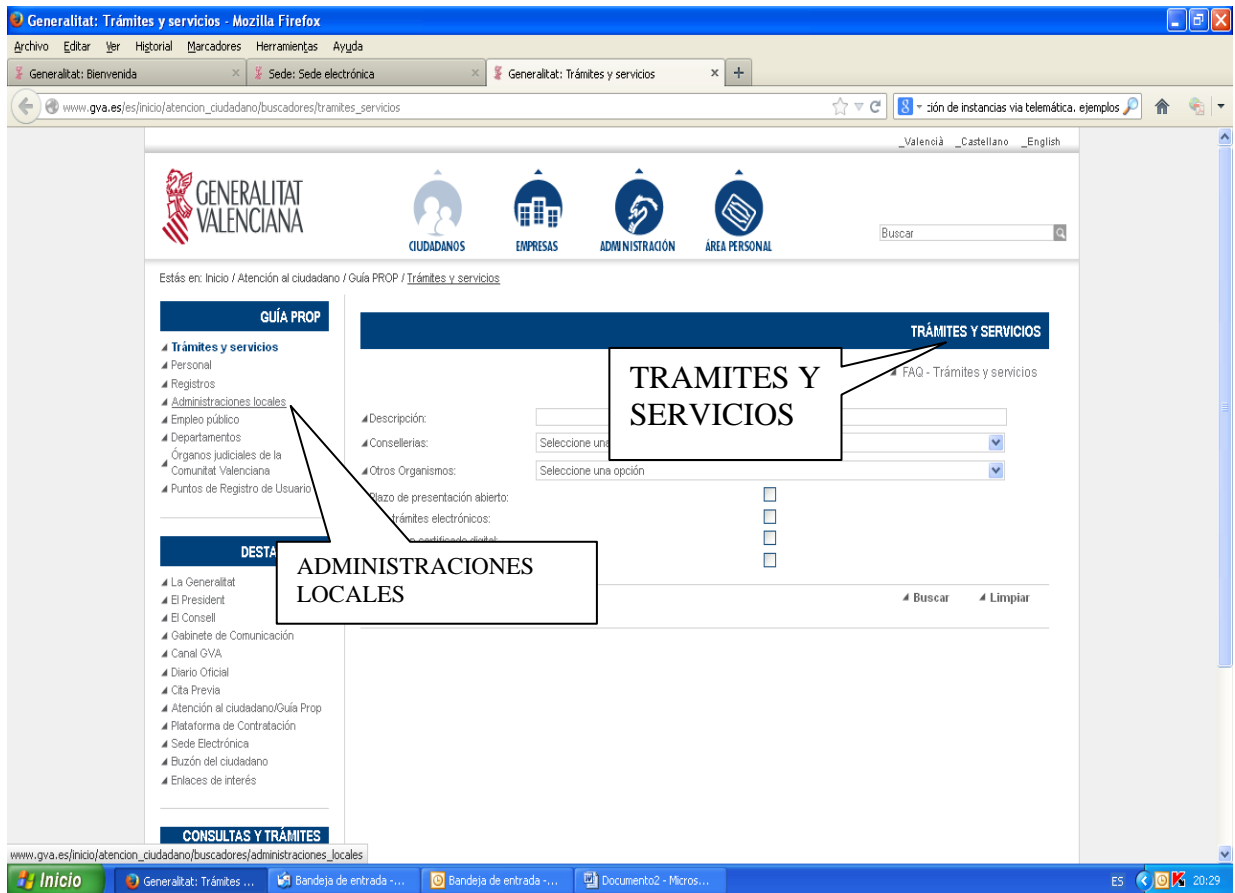 Generalitat: Trámites y servicios - Mozilla Firefox
Archivo Editar Ver Historial Marcadores Herramientas Ayuda
Generalitat: Bienvenida
Sede: Sede electrónica
Generalitat: Trámites y servicios
www.gva.es/es/inicio/atencion_ciudadano/buscadores/tramites_servicios
ción de instancias via telemática. ejemplos
_Valencià _Castellano _English
GENERALITAT
VALENCIANA
CIUDADANOS
EMPRESAS
ADMINISTRACIÓN
ÁREA PERSONAL
Buscar
Estás en: Inicio / Atención al ciudadano / Guía PROP / Trámites y servicios
GUÍA PROP
Trámites y servicios
Personal
Registros
Administraciones locales
Empleo público
Departamentos
Órganos judiciales de la
Comunitat Valenciana
Puntos de Registro de Usuario
DESTA
La Generalitat
El President
El Consell
Gabinete de Comunicación
Canal GVA
Diario Oficial
Cita Previa
Atención al ciudadano/Guía Prop
Plataforma de Contratación
Sede Electrónica
Buzón del ciudadano
Enlaces de interés
CONSULTAS Y TRÁMITES
TRÁMITES Y SERVICIOS
FAQ - Trámites y servicios
TRAMITES Y
SERVICIOS
Descripción:
Consellerias:
Seleccione una
Otros Organismos:
Seleccione una opción
Plazo de presentación abierto:
trámites electrónicos:
certificado digital:
ADMINISTRACIONES
LOCALES
Buscar
Limpiar
www.gva.es/inicio/atencion_ciudadano/buscadores/administraciones_locales
Inicio
Generalitat: Trámites ...
Bandeja de entrada -...
Bandeja de entrada -...
Documento2 - Micros...
ES
20:29